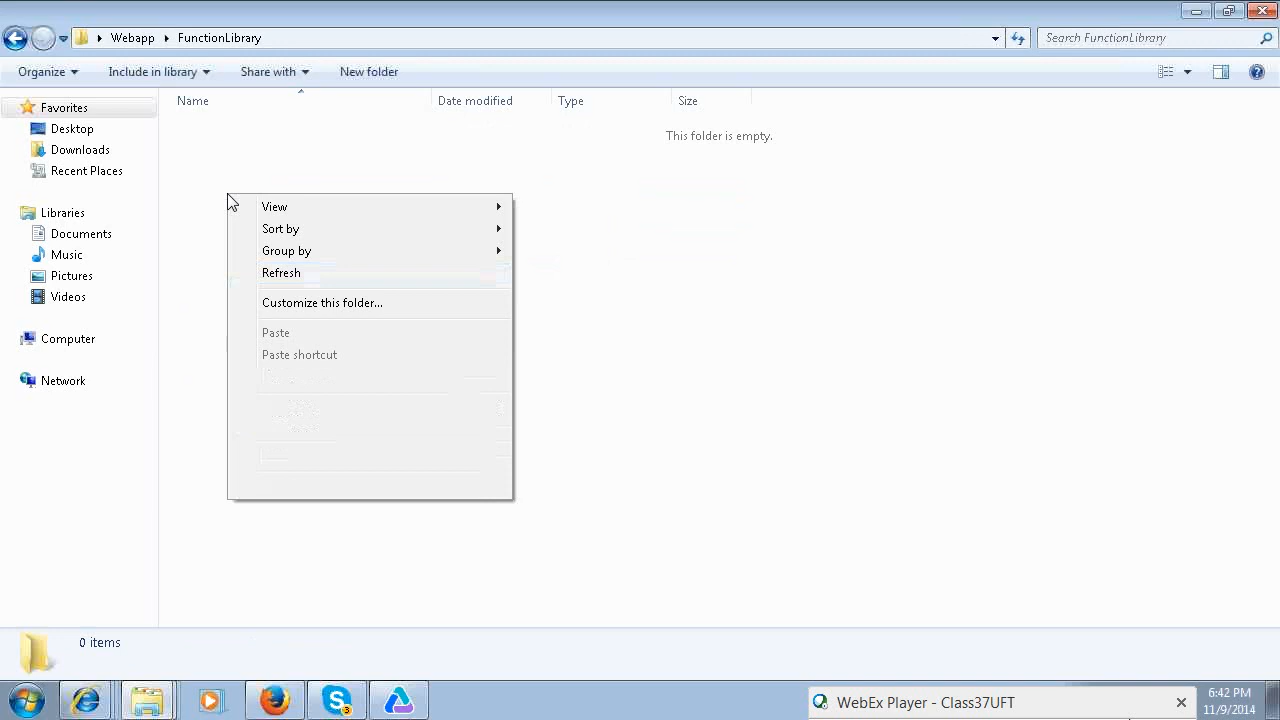 Webapp FunctionLibrary
Search FunctionLibrary
Organize Include in library Share with New folder
Name Date modified Type Size
This folder is empty.
Favorites
Desktop
Downloads
Recent Places
Libraries
Documents
Music
Pictures
Videos
Computer
Network
View
Sort by
Group by
Refresh
Customize this folder...
Paste
Paste shortcut
0 items
3
WebEx Player - Class37UFT
6:42 PM
11/9/2014